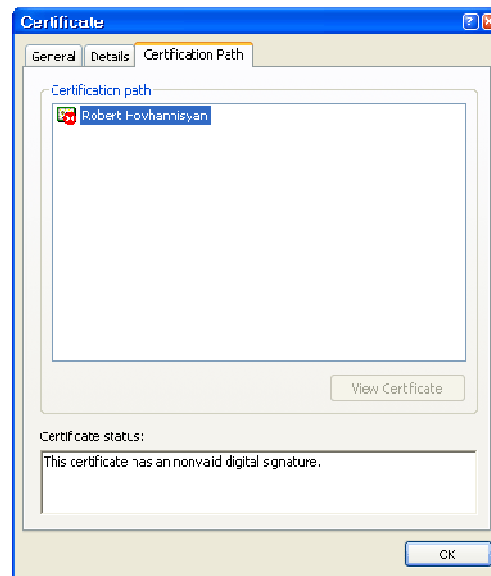 Certificate
General Details Certification Path
Certification path
Robert Hovhannisyan
View Certificate
Certificate status:
This certificate has an nonvalid digital signature.
OK